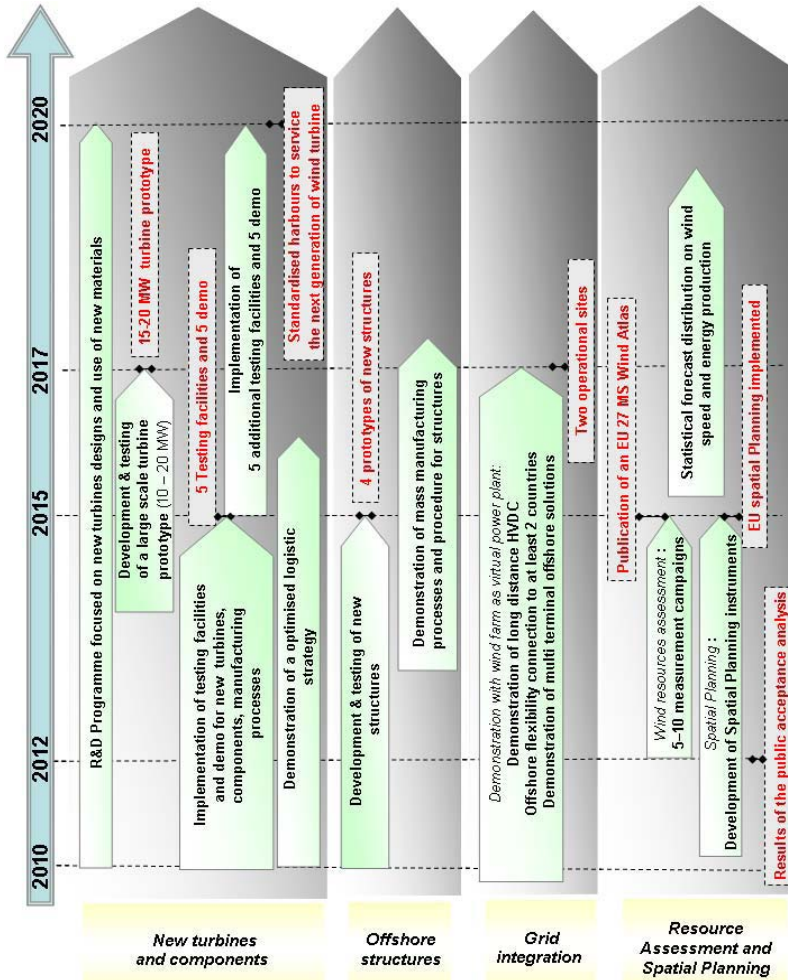 2010
2012
2015
2017
2020
New turbines
and components
R&D Programme focused on new turbines designs and use of new materials
Development & testing
of a large scale turbine
prototype (10 – 20 MW)
15-20 MW turbine prototype
Implementation of testing facilities
and demo for new turbines,
components, manufacturing
processes
5 Testing facilities and 5 demo
Implementation of
5 additional testing facilities and 5 demo
Demonstration of a optimised logistic
strategy
Standardised harbours to service
the next generation of wind turbine
Offshore
structures
Development & testing of new
structures
4 prototypes of new structures
Demonstration of mass manufacturing
processes and procedure for structures
Grid
integration
Demonstration with wind farm as virtual power plant:
Demonstration of long distance HVDC
Offshore flexibility connection to at least 2 countries
Demonstration of multi terminal offshore solutions
Two operational sites
Resource
Assessment and
Spatial Planning
Publication of an EU 27 MS Wind Atlas
Wind resources assessment :
5–10 measurement campaigns
Statistical forecast distribution on wind
speed and energy production
Spatial Planning :
Development of Spatial Planning instruments
EU spatial Planning implemented
Results of the public acceptance analysis